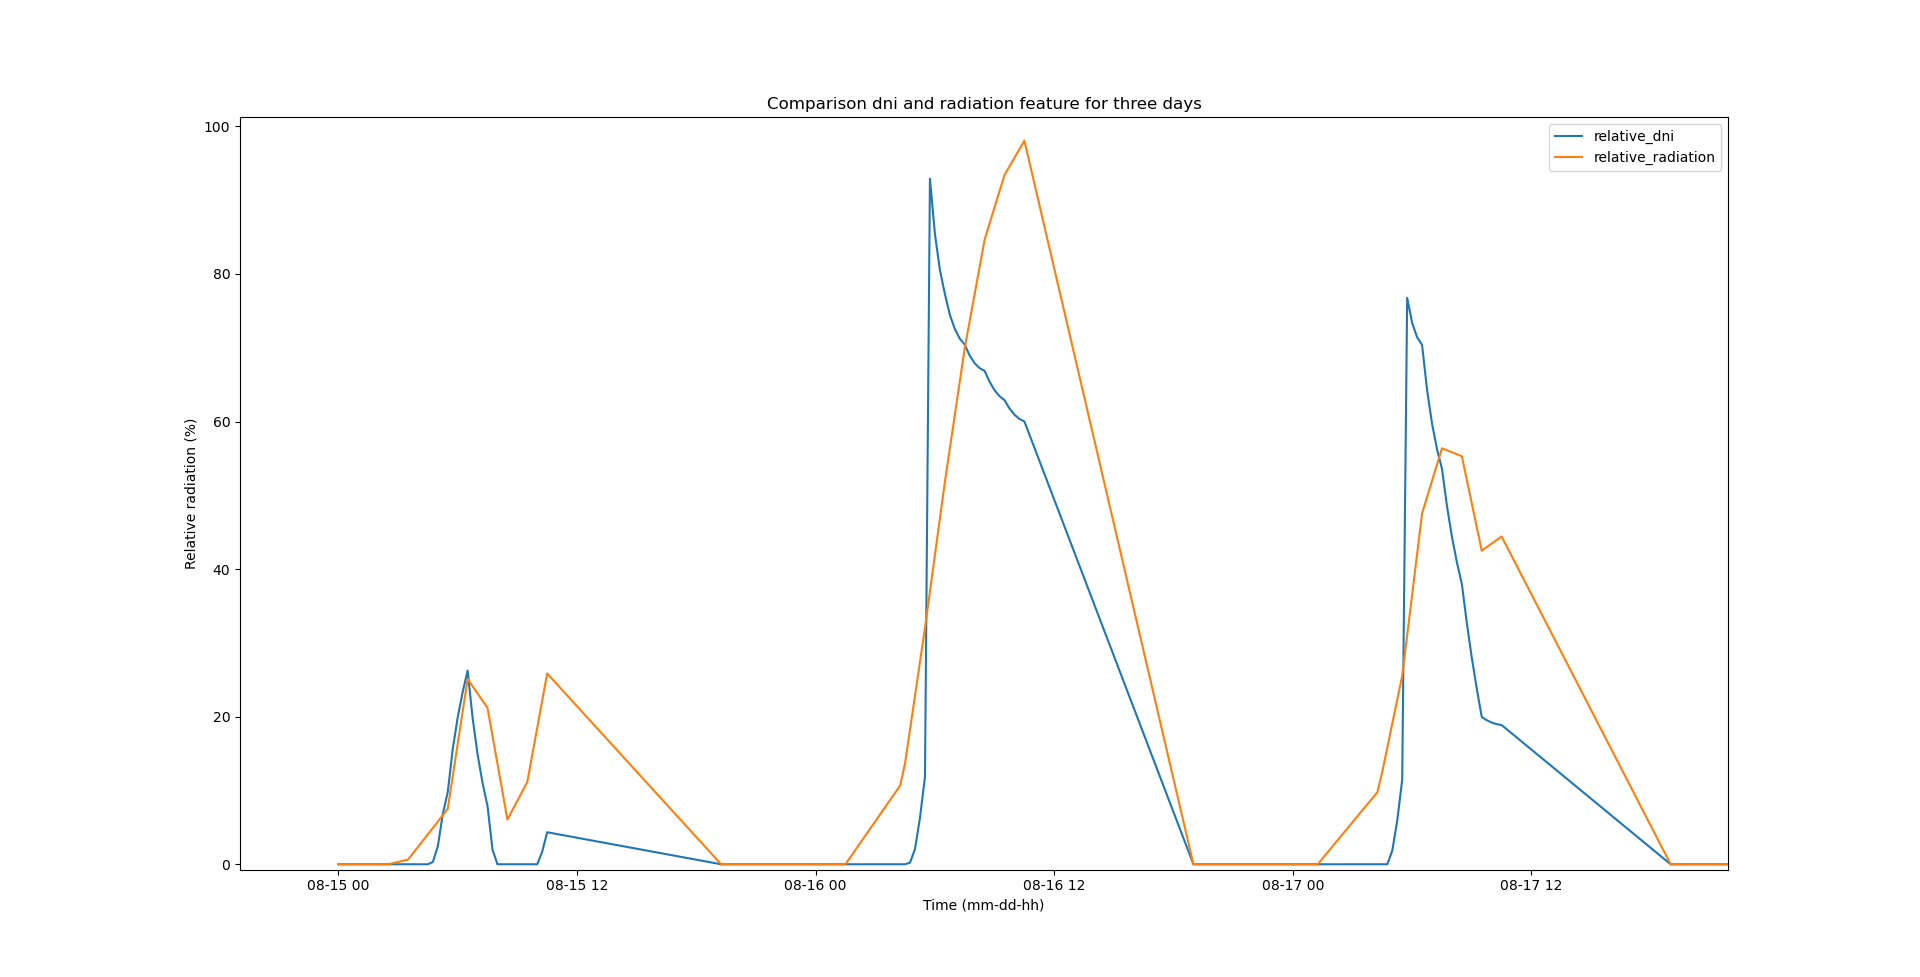 Comparison dni and radiation feature for three days
relative_dni
relative_radiation
Relative radiation (%)
100
80
60
40
20
0
08-15 00
08-15 12
08-16 00
08-16 12
08-17 00
08-17 12
Time (mm-dd-hh)